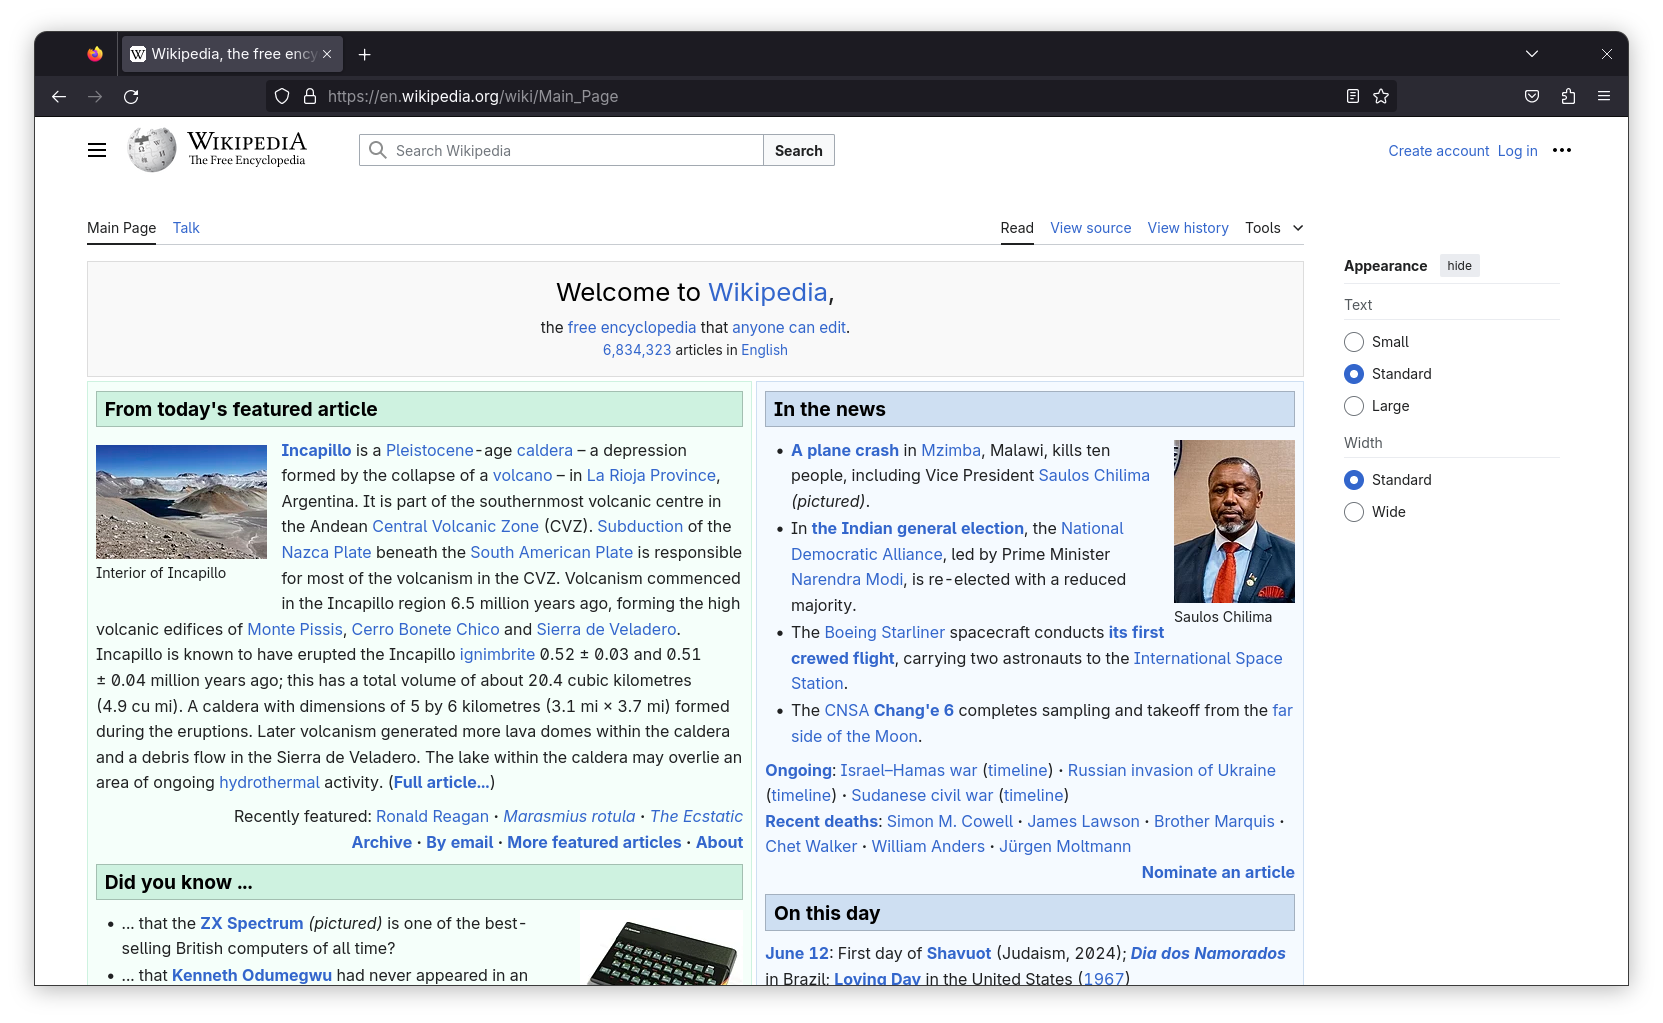 Wikipedia, the free ency
https://en.wikipedia.org/wiki/Main_Page
WIKIPEDIA
The Free Encyclopedia
Search Wikipedia
Search
Create account Log in
Main Page Talk
Read View source View history Tools
Welcome to Wikipedia,
the free encyclopedia that anyone can edit.
6,834,323 articles in English
From today's featured article
Interior of Incapillo
Incapillo is a Pleistocene-age caldera – a depression
formed by the collapse of a volcano – in La Rioja Province,
Argentina. It is part of the southernmost volcanic centre in
the Andean Central Volcanic Zone (CVZ). Subduction of the
Nazca Plate beneath the South American Plate is responsible
for most of the volcanism in the CVZ. Volcanism commenced
in the Incapillo region 6.5 million years ago, forming the high
volcanic edifices of Monte Pissis, Cerro Bonete Chico and Sierra de Veladero.
Incapillo is known to have erupted the Incapillo ignimbrite 0.52 ± 0.03 and 0.51
± 0.04 million years ago; this has a total volume of about 20.4 cubic kilometres
(4.9 cu mi). A caldera with dimensions of 5 by 6 kilometres (3.1 mi × 3.7 mi) formed
during the eruptions. Later volcanism generated more lava domes within the caldera
and a debris flow in the Sierra de Veladero. The lake within the caldera may overlie an
area of ongoing hydrothermal activity. (Full article...)
Recently featured: Ronald Reagan · Marasmius rotula · The Ecstatic
Archive · By email · More featured articles · About
Did you know ...
• ... that the ZX Spectrum (pictured) is one of the best-
selling British computers of all time?
• ... that Kenneth Odumegwu had never appeared in an
In the news
• A plane crash in Mzimba, Malawi, kills ten
people, including Vice President Saulos Chilima
(pictured).
• In the Indian general election, the National
Democratic Alliance, led by Prime Minister
Narendra Modi, is re-elected with a reduced
majority.
Saulos Chilima
• The Boeing Starliner spacecraft conducts its first
crewed flight, carrying two astronauts to the International Space
Station.
• The CNSA Chang'e 6 completes sampling and takeoff from the far
side of the Moon.
Ongoing: Israel–Hamas war (timeline) · Russian invasion of Ukraine
(timeline) · Sudanese civil war (timeline)
Recent deaths: Simon M. Cowell · James Lawson · Brother Marquis ·
Chet Walker · William Anders · Jürgen Moltmann
Nominate an article
On this day
June 12: First day of Shavuot (Judaism, 2024); Dia dos Namorados
in Brazil; Loving Day in the United States (1967)
Appearance hide
Text
Small
Standard
Large
Width
Standard
Wide